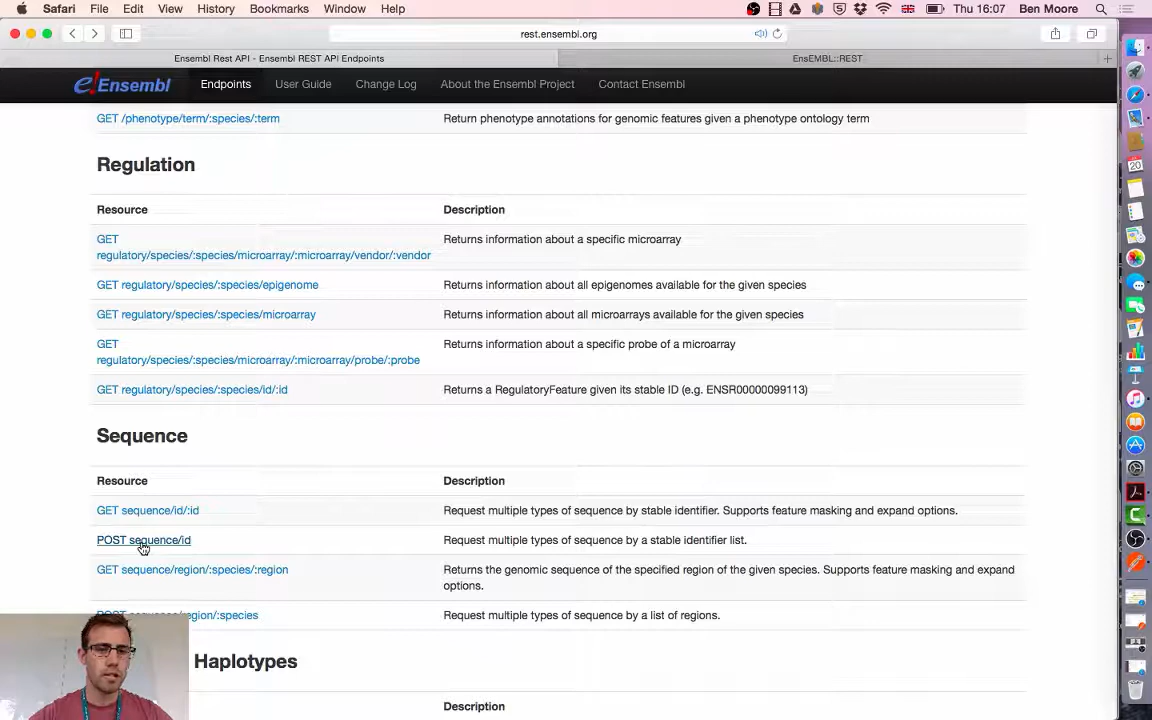 Safari File Edit View History Bookmarks Window Help Thu 16:07 Ben Moore
rest.ensembl.org
Ensembl Rest API - Ensembl REST API Endpoints EnsEMBL::REST
e!Ensembl Endpoints User Guide Change Log About the Ensembl Project Contact Ensembl
GET /phenotype/term/:species/:term Return phenotype annotations for genomic features given a phenotype ontology term
Regulation
Resource Description
GET
regulatory/species/:species/microarray/:microarray/vendor/:vendor
Returns information about a specific microarray
GET regulatory/species/:species/epigenome Returns information about all epigenomes available for the given species
GET regulatory/species/:species/microarray Returns information about all microarrays available for the given species
GET
regulatory/species/:species/microarray/:microarray/probe/:probe
Returns information about a specific probe of a microarray
GET regulatory/species/:species/id/:id Returns a RegulatoryFeature given its stable ID (e.g. ENSR00000099113)
Sequence
Resource Description
GET sequence/id/:id Request multiple types of sequence by stable identifier. Supports feature masking and expand options.
POST sequence/id Request multiple types of sequence by a stable identifier list.
GET sequence/region/:species/:region Returns the genomic sequence of the specified region of the given species. Supports feature masking and expand
options.
POST sequence/region/:species Request multiple types of sequence by a list of regions.
Haplotypes
Description